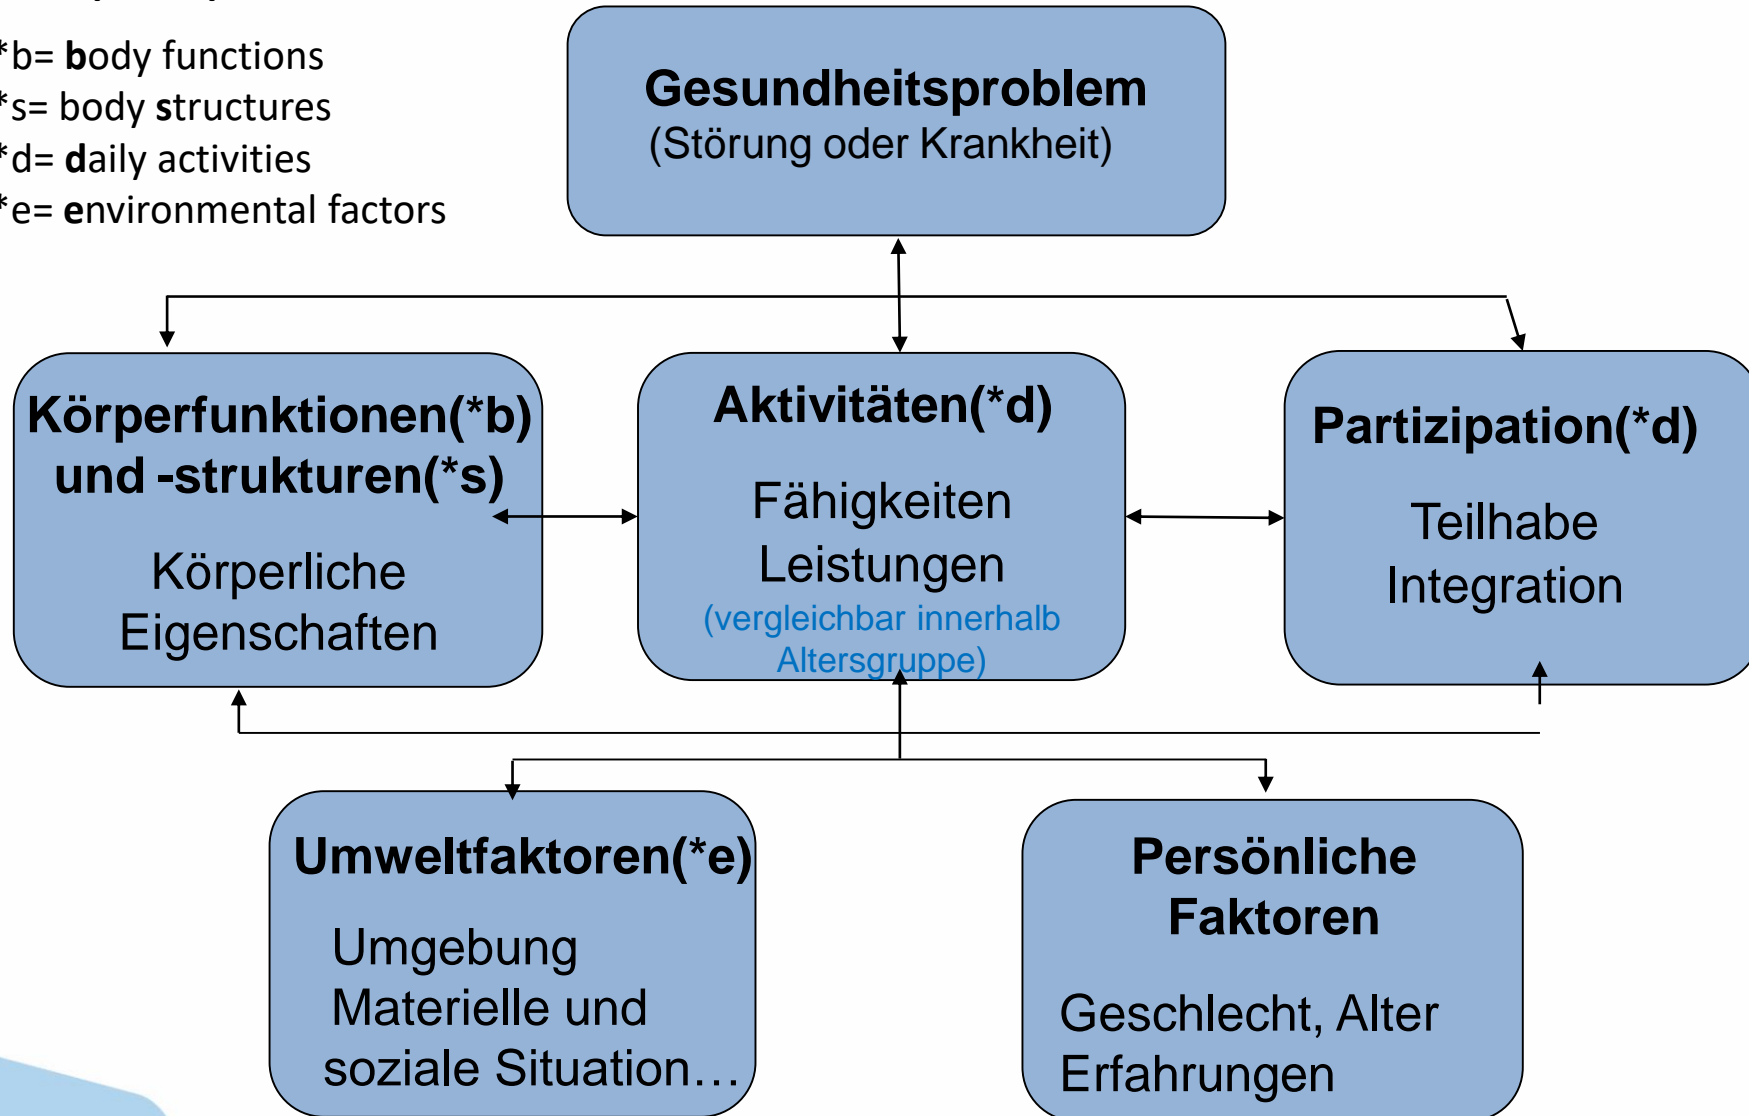 *b= body functions
*s= body structures
*d= daily activities
*e= environmental factors
Gesundheitsproblem
(Störung oder Krankheit)
Körperfunktionen(*b)
und -strukturen(*s)
Körperliche
Eigenschaften
Aktivitäten(*d)
Fähigkeiten
Leistungen
(vergleichbar innerhalb
Altersgruppe)
Partizipation(*d)
Teilhabe
Integration
Umweltfaktoren(*e)
Umgebung
Materielle und
soziale Situation…
Persönliche
Faktoren
Geschlecht, Alter
Erfahrungen